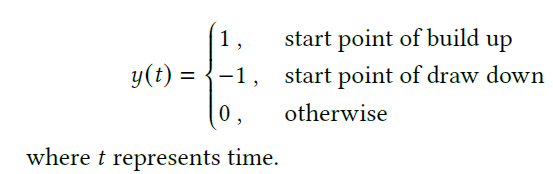 1 , start point of build up
y(t) = { −1 , start point of draw down
0 , otherwise
where t represents time.